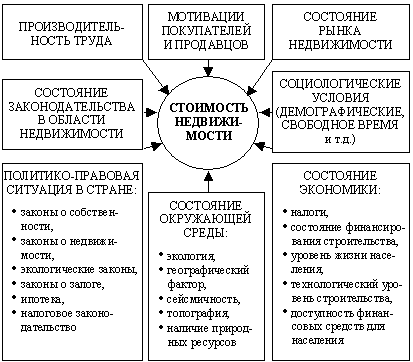 ПРОИЗВОДИТЕЛЬ-
НОСТЬ ТРУДА
МОТИВАЦИИ
ПОКУПАТЕЛЕЙ
И ПРОДАВЦОВ
СОСТОЯНИЕ
РЫНКА
НЕДВИЖИМОСТИ
СОСТОЯНИЕ
ЗАКОНОДАТЕЛЬСТВА
В ОБЛАСТИ
НЕДВИЖИМОСТИ
СТОИМОСТЬ
НЕДВИЖИ-
МОСТИ
СОЦИОЛОГИЧЕСКИЕ
УСЛОВИЯ
(ДЕМОГРАФИЧЕСКИЕ,
СВОБОДНОЕ ВРЕМЯ
и т.д.)
ПОЛИТИКО-ПРАВОВАЯ
СИТУАЦИЯ В СТРАНЕ:
• законы о собствен-
ности,
• законы о недвижи-
мости,
• экологические законы,
• законы о залоге,
• ипотека,
• налоговое законо-
дательство
СОСТОЯНИЕ
ОКРУЖАЮЩЕЙ
СРЕДЫ:
• экология,
• географический
фактор,
• сейсмичность,
• топография,
• наличие природ-
ных ресурсов
СОСТОЯНИЕ
ЭКОНОМИКИ:
• налоги,
• состояние финансиро-
рования строительства,
• уровень жизни насе-
ления,
• технологический уро-
вень строительства,
• доступность финан-
совых средств для
населения